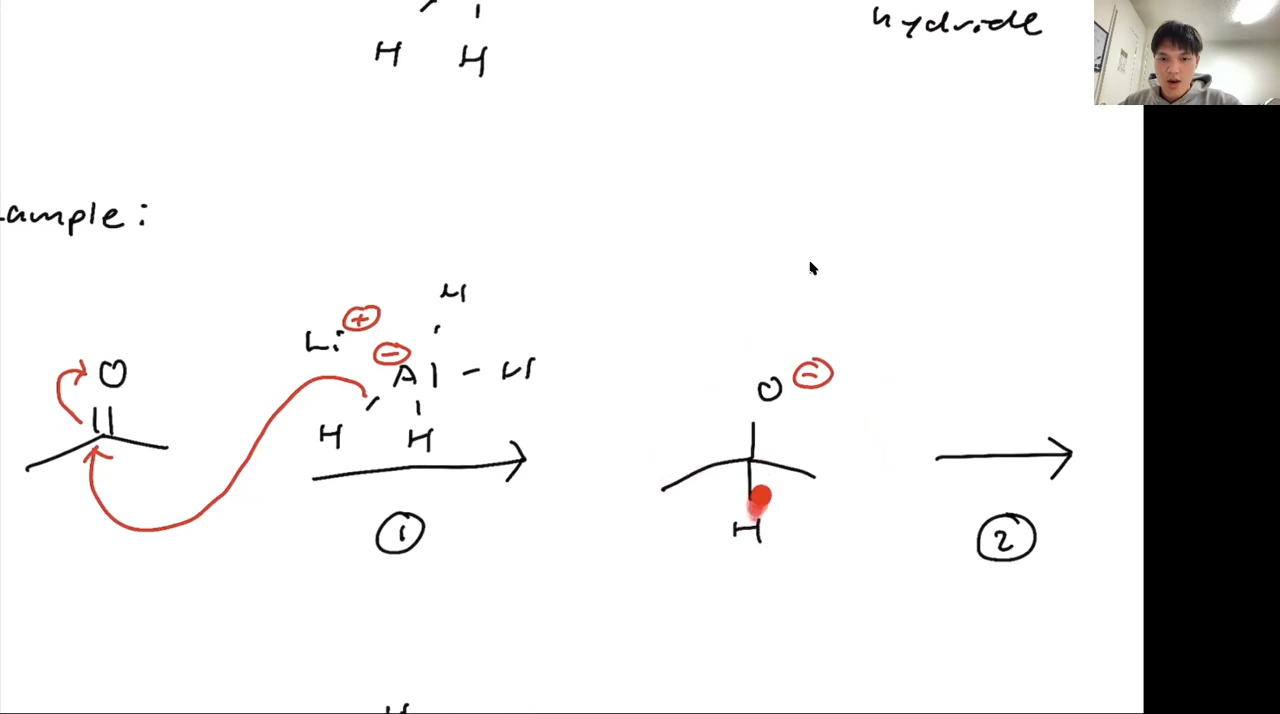 hydride
H H
ample:
H
Li ⊕ ⊖ Al - H
O
H H
O ⊖
H
①
②